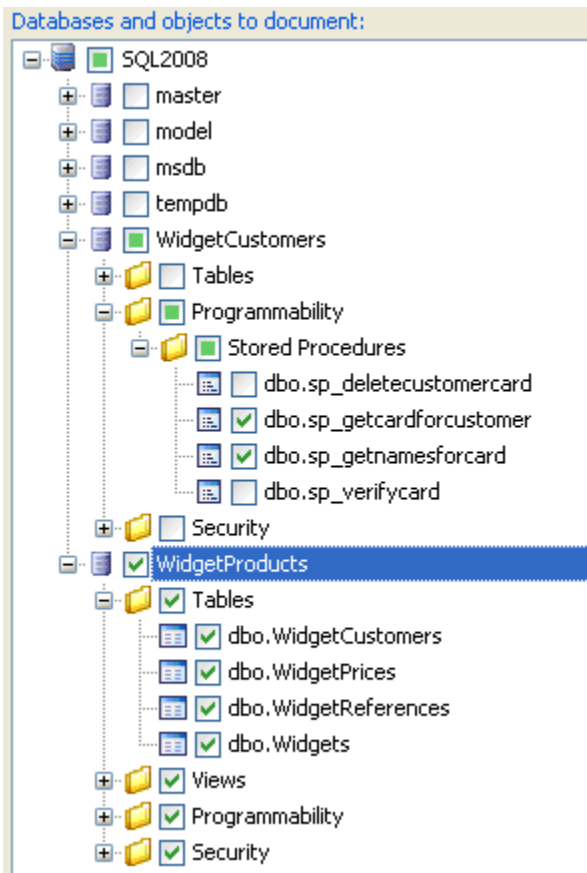 Databases and objects to document:
SQL2008
master
model
msdb
tempdb
WidgetCustomers
Tables
Programmability
Stored Procedures
dbo.sp_deletecustomercard
dbo.sp_getcardforcustomer
dbo.sp_getnamesforcard
dbo.sp_verifycard
Security
WidgetProducts
Tables
dbo.WidgetCustomers
dbo.WidgetPrices
dbo.WidgetReferences
dbo.Widgets
Views
Programmability
Security